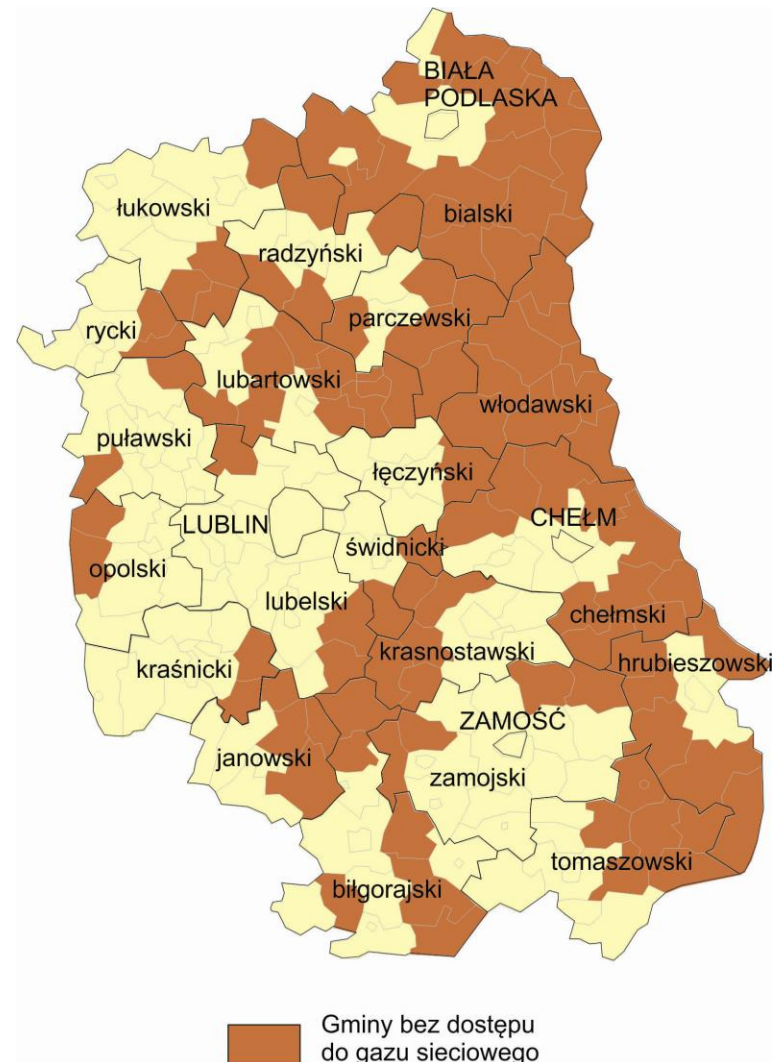 BIAŁA
PODLASKA
łukowski
bialski
radzyński
rycki
parczewski
lubartowski
włodawski
puławski
łęczyński
LUBLIN
CHEŁM
świdnicki
opolski
lubelski
chełmski
krasnostawski
kraśnicki
hrubieszowski
ZAMOŚĆ
janowski
zamojski
tomaszowski
biłgorajski
Gminy bez dostępu
do gazu sieciowego